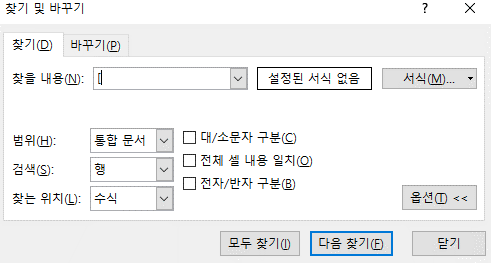 찾기 및 바꾸기 ?
찾기(D) 바꾸기(P)
찾을 내용(N): [ 설정된 서식 없음 서식(M)...
범위(H): 통합 문서 대/소문자 구분(C)
검색(S): 행 전체 셀 내용 일치(O)
찾는 위치(L): 수식 전자/반자 구분(B)
옵션(T) <<
모두 찾기(I) 다음 찾기(F) 닫기